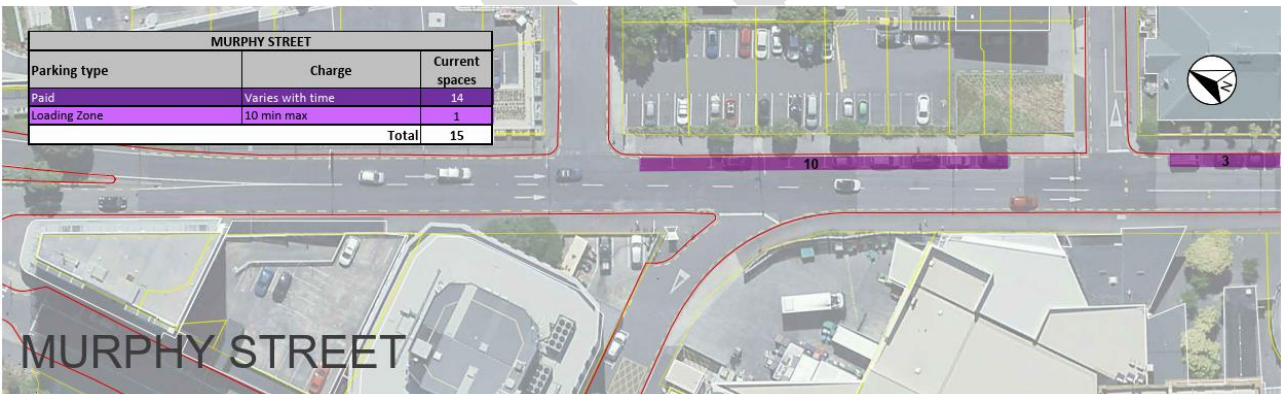 MURPHY STREET
Parking type Charge Current spaces
Paid Varies with time 14
Loading Zone 10 min max 1
Total 15
N
10
3
MURPHY STREET